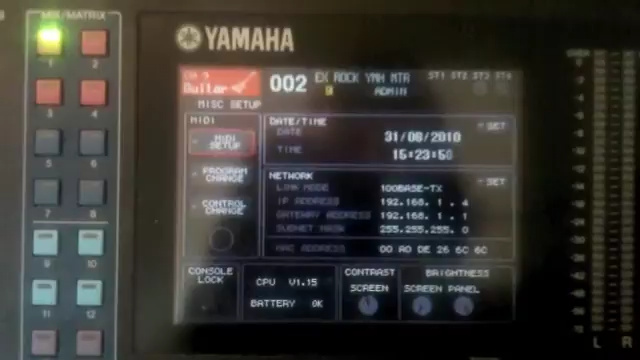 MIX/MATRIX
1 2
3 4
5 6
7 8
9 10
11 12
YAMAHA
CH 9
Guitar
002
EX ROCK YMH MTR
ADMIN
ST1 ST2 ST3 ST4
MISC SETUP
MIDI
MIDI
SETUP
PROGRAM
CHANGE
CONTROL
CHANGE
DATE/TIME
SET
DATE 31/08/2010
TIME 15:23:50
NETWORK
SET
LINK MODE 100BASE-TX
IP ADDRESS 192.168. 1 . 4
GATEWAY ADDRESS 192.168. 1 . 1
SUBNET MASK 255.255.255. 0
MAC ADDRESS 00 A0 DE 26 6C 6C
CONSOLE
LOCK
CPU V1.15
BATTERY OK
CONTRAST
SCREEN
BRIGHTNESS
SCREEN PANEL
L R